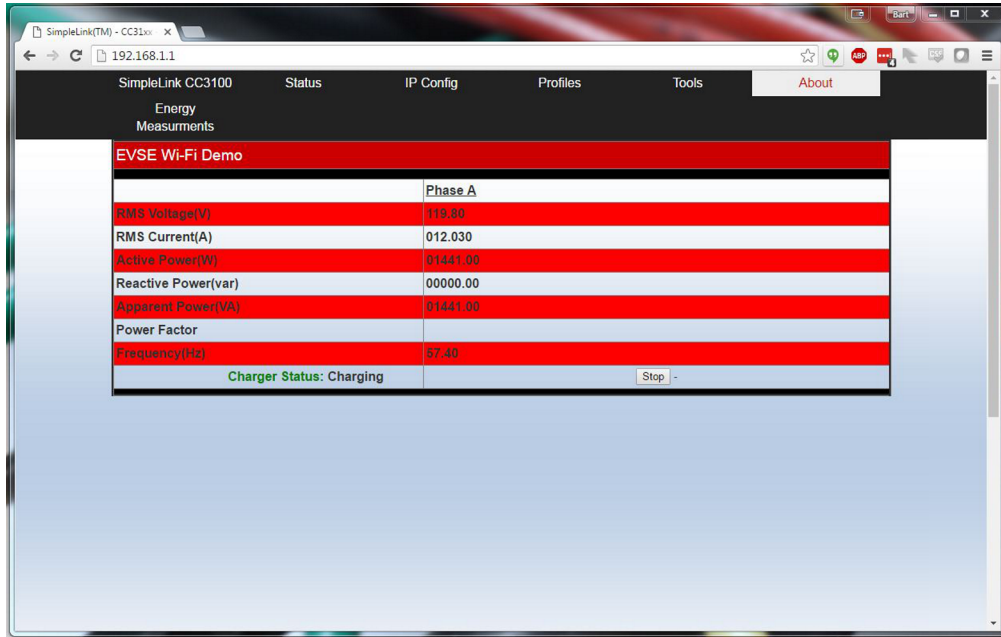 Bart
SimpleLink(TM) - CC31xx
192.168.1.1
ABP
4
SimpleLink CC3100 Status IP Config Profiles Tools About
Energy
Measurments
EVSE Wi-Fi Demo
Phase A
RMS Voltage(V) 119.80
RMS Current(A) 012.030
Active Power(W) 01441.00
Reactive Power(var) 00000.00
Apparent Power(VA) 01441.00
Power Factor
Frequency(Hz) 57.40
Charger Status: Charging Stop -